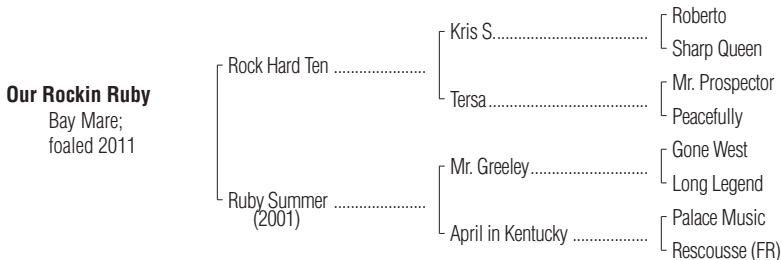 Our Rockin Ruby
Bay Mare;
foaled 2011
Rock Hard Ten ........................
Ruby Summer ........................
(2001)
Kris S. ........................................
Tersa ..........................................
Mr. Greeley ................................
April in Kentucky ....................
Roberto
Sharp Queen
Mr. Prospector
Peacefully
Gone West
Long Legend
Palace Music
Rescousse (FR)